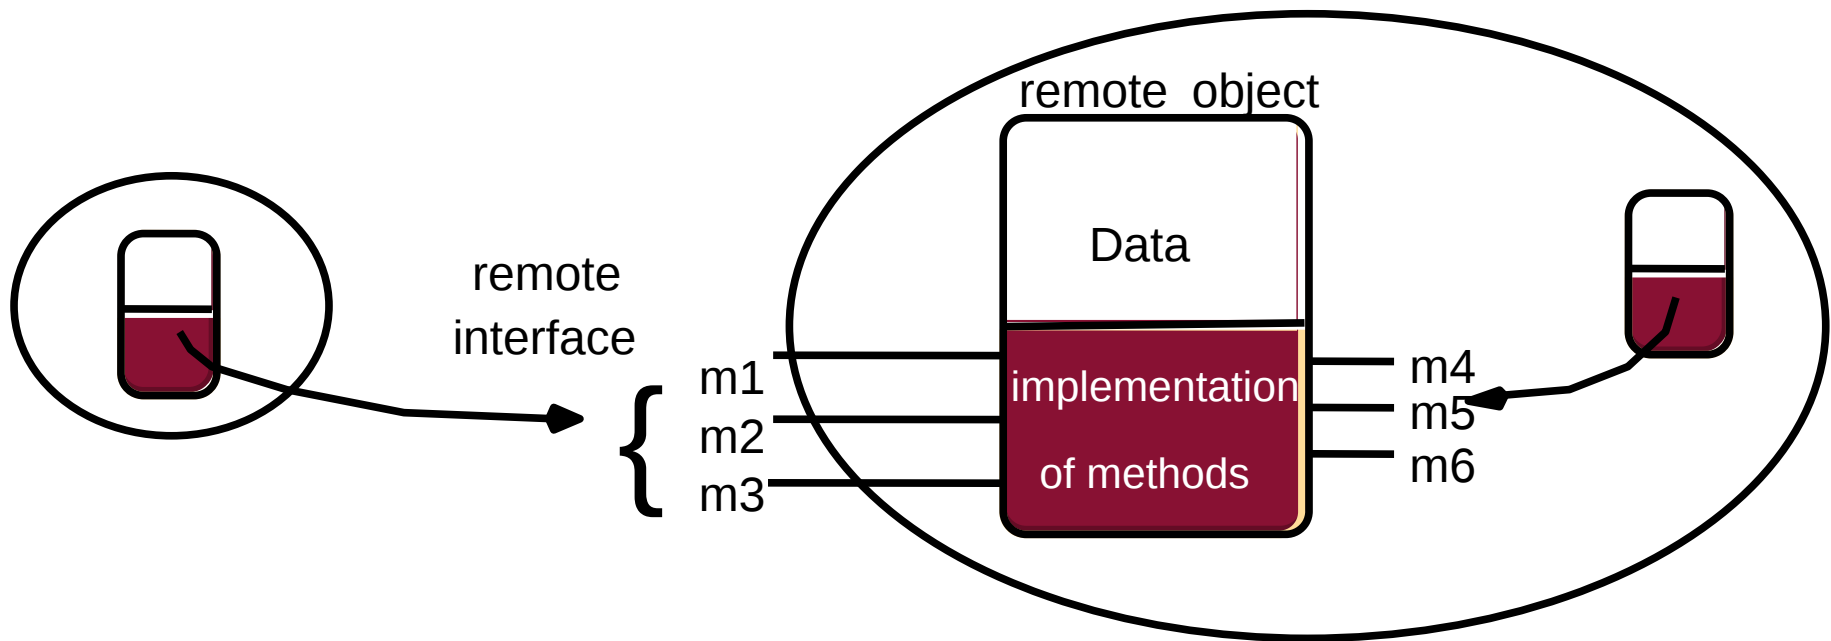 remote object
Data
remote
interface
{
m1
m2
m3
implementation
of methods
m4
m5
m6